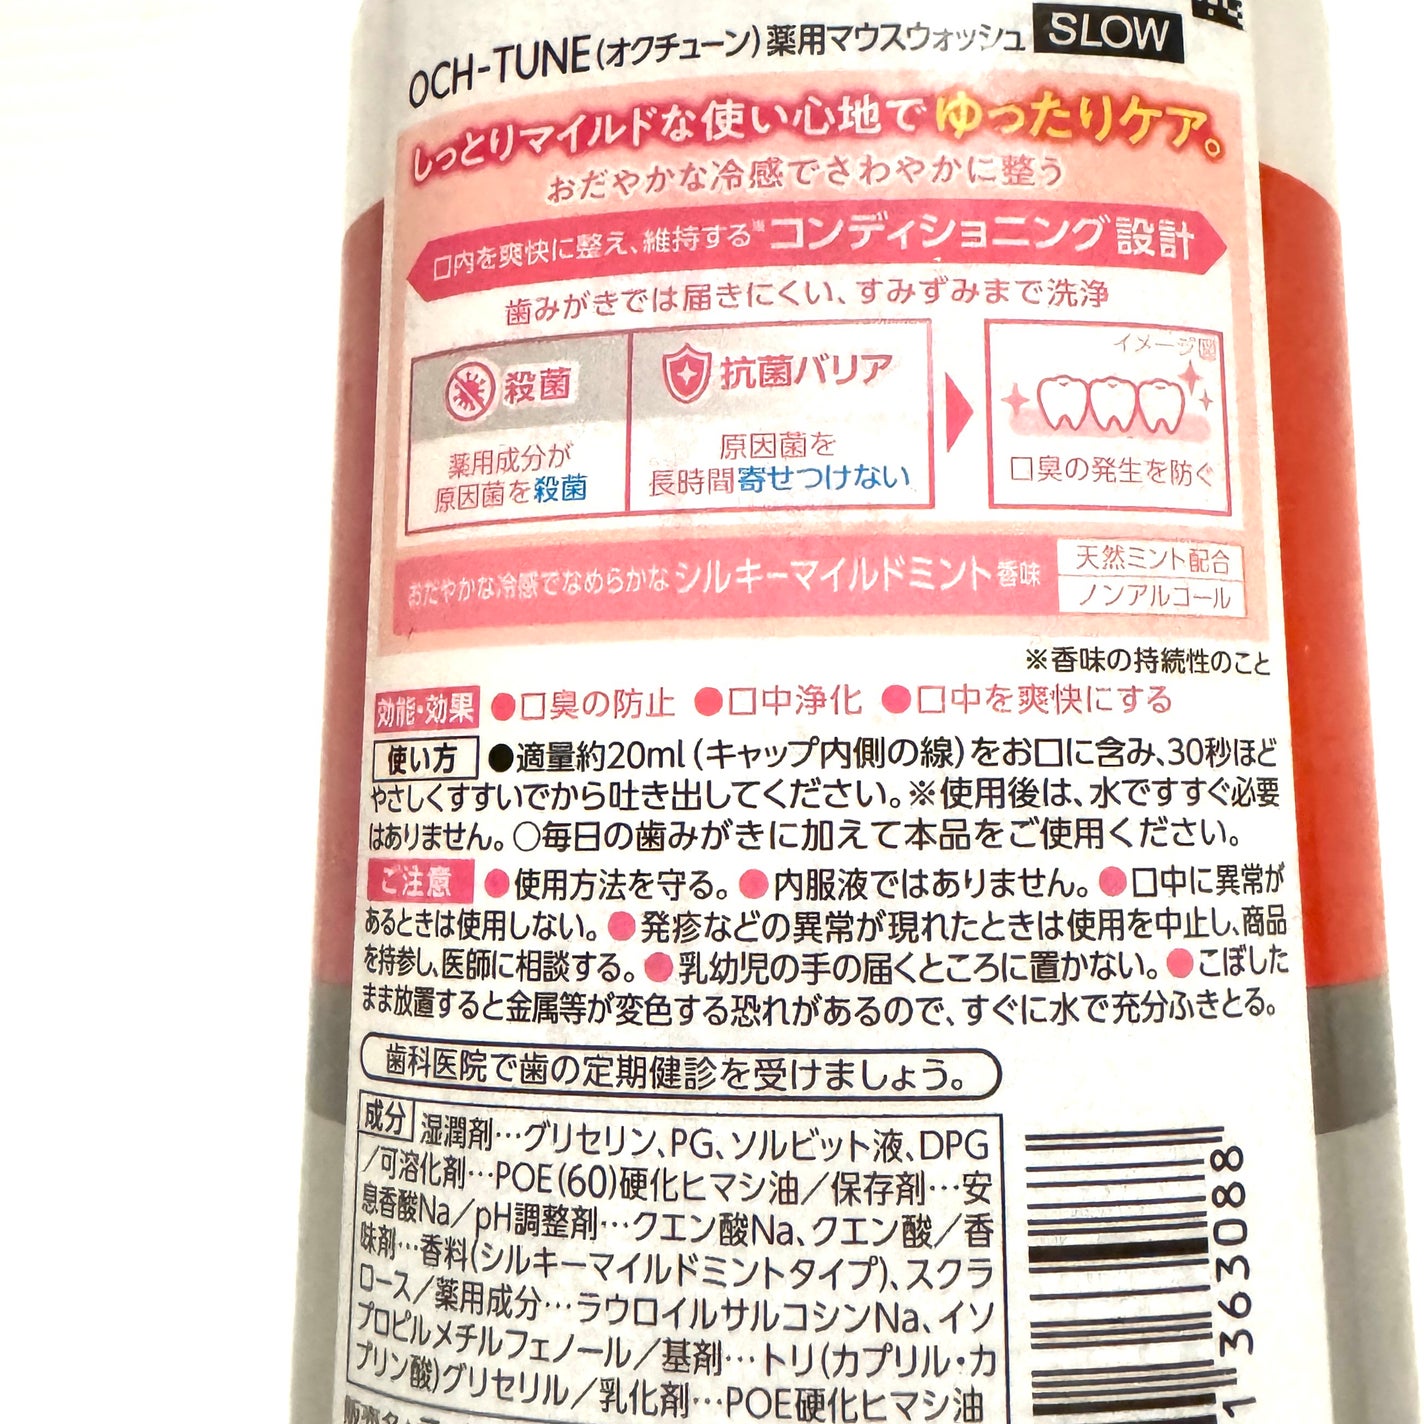 OCH-TUNE(オクチューン)薬用マウスウォッシュ SLOW
しっとりマイルドな使い心地でゆったりケア。
おだやかな冷感でさわやかに整う
口内を爽快に整え、維持する※コンディショニング設計
歯みがきでは届きにくい、すみずみまで洗浄
殺菌
薬用成分が
原因菌を殺菌
抗菌バリア
原因菌を
長時間寄せつけない
イメージ図
口臭の発生を防ぐ
おだやかな冷感でなめらかなシルキーマイルドミント香味
天然ミント配合
ノンアルコール
※香味の持続性のこと
効能・効果 ●口臭の防止 ●口中浄化 ●口中を爽快にする
使い方 ●適量約20ml(キャップ内側の線)をお口に含み、30秒ほど
やさしくすすいでから吐き出してください。※使用後は、水ですすぐ必要
はありません。○毎日の歯みがきに加えて本品をご使用ください。
ご注意 ●使用方法を守る。●内服液ではありません。●口中に異常が
あるときは使用しない。●発疹などの異常が現れたときは使用を中止し、商品
を持参し、医師に相談する。●乳幼児の手の届くところに置かない。●こぼした
まま放置すると金属等が変色する恐れがあるので、すぐに水で充分ふきとる。
歯科医院で歯の定期健診を受けましょう。
成分 湿潤剤…グリセリン、PG、ソルビット液、DPG
/可溶化剤…POE(60)硬化ヒマシ油/保存剤…安
息香酸Na/pH調整剤…クエン酸Na、クエン酸/香
味剤…香料(シルキーマイルドミントタイプ)、スクラ
ロース/薬用成分…ラウロイルサルコシンNa、イソ
プロピルメチルフェノール/基剤…トリ(カプリル・カ
プリン酸)グリセリル/乳化剤…POE硬化ヒマシ油
1363088